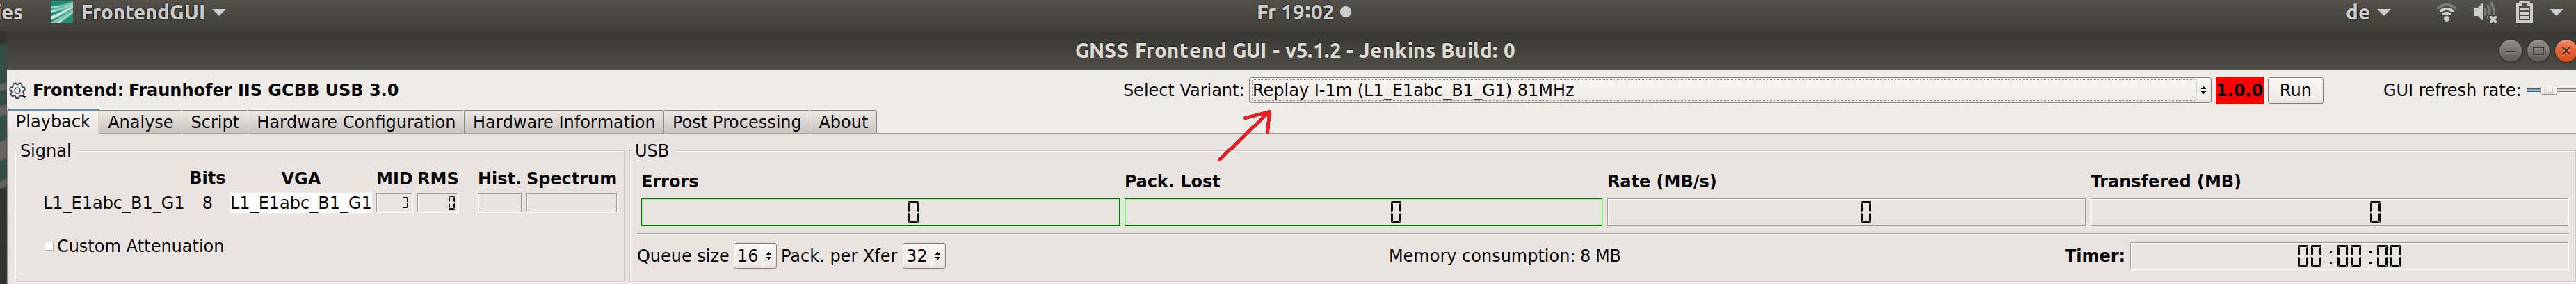 ies FrontendGUI Fr 19:02 de
GNSS Frontend GUI - v5.1.2 - Jenkins Build: 0
Frontend: Fraunhofer IIS GCBB USB 3.0 Select Variant: Replay I-1m (L1_E1abc_B1_G1) 81MHz 1.0.0 Run GUI refresh rate:
Playback Analyse Script Hardware Configuration Hardware Information Post Processing About
Signal USB
Bits VGA MID RMS Hist. Spectrum Errors Pack. Lost Rate (MB/s) Transfered (MB)
L1_E1abc_B1_G1 8 L1_E1abc_B1_G1 0 0 0 0 0 0
Custom Attenuation Queue size 16 Pack. per Xfer 32 Memory consumption: 8 MB Timer: 00:00:00